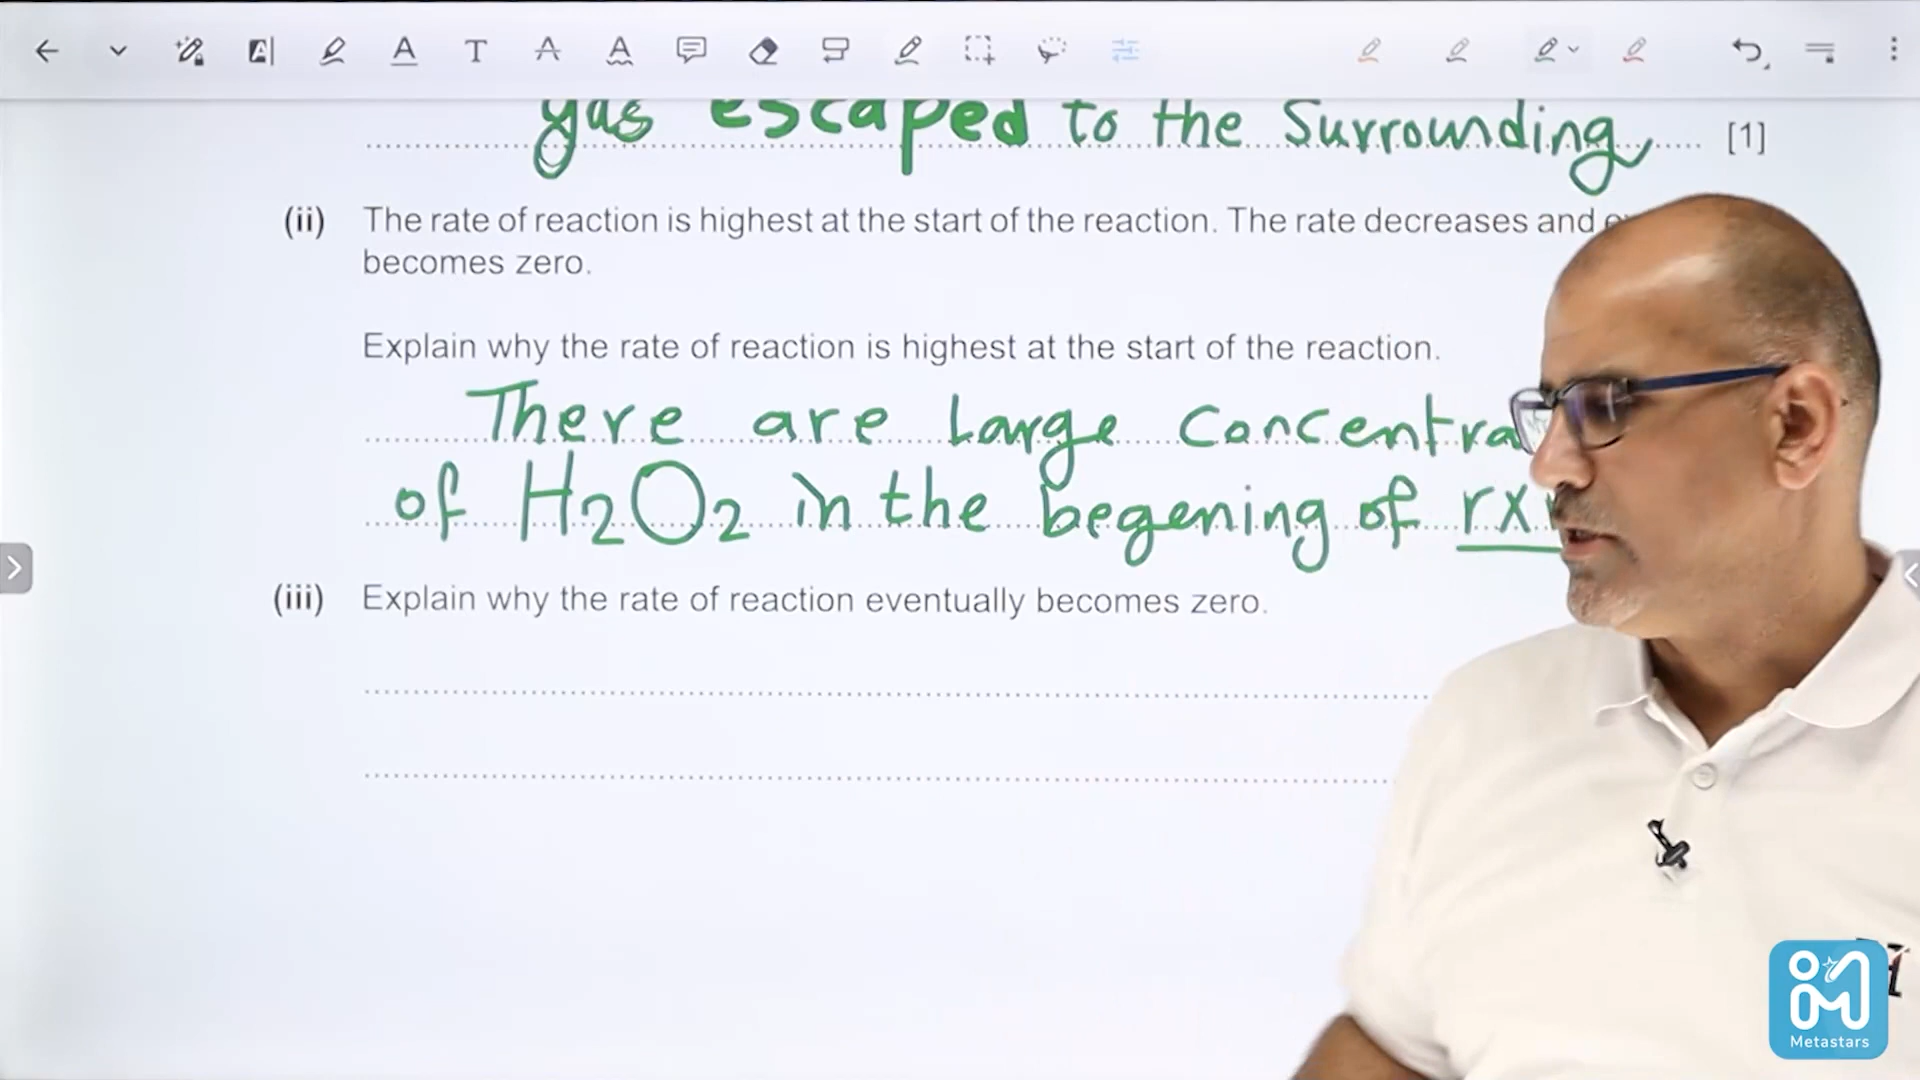 gas escaped to the Surrounding [1]
(ii) The rate of reaction is highest at the start of the reaction. The rate decreases and
becomes zero.
Explain why the rate of reaction is highest at the start of the reaction.
There are Large
of H2O2 in the begening of
(iii) Explain why the rate of reaction eventually becomes zero.
Metastars